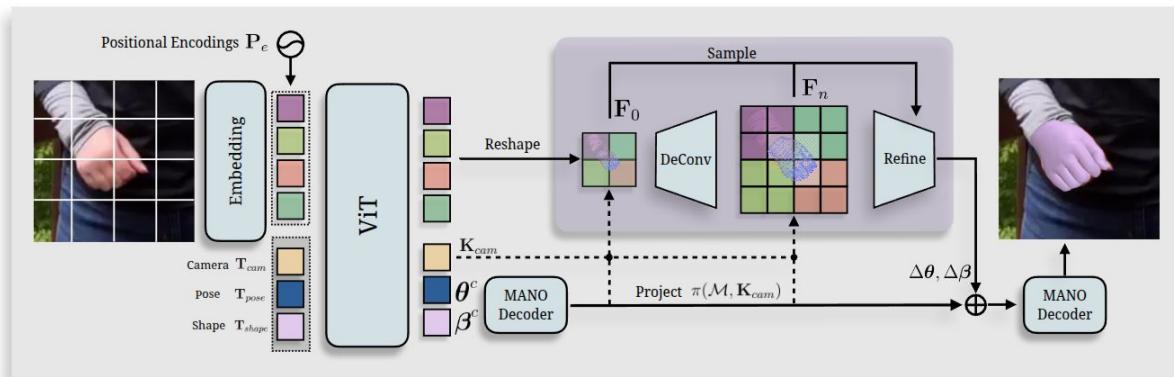 Positional Encodings P_e
Embedding
Camera T_cam
Pose T_pose
Shape T_shape
ViT
Reshape
K_cam
θ^c
β^c
MANO
Decoder
Project π(M, K_cam)
Sample
F_0
F_n
DeConv
Refine
Δθ, Δβ
MANO
Decoder